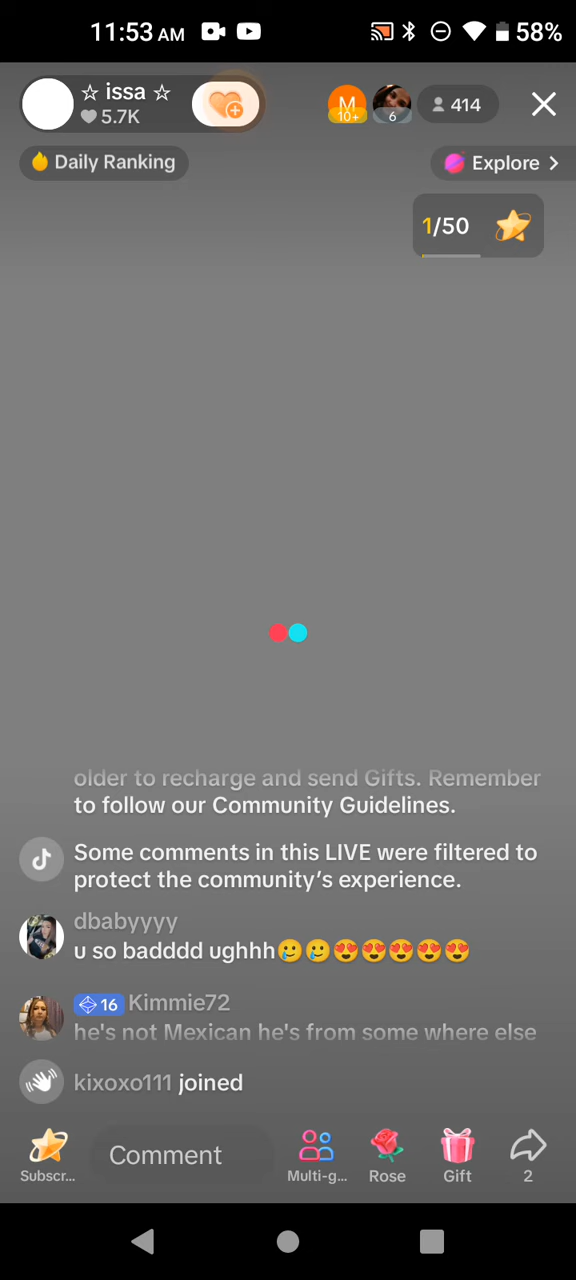 11:53 AM
58%
☆ issa ☆
5.7K
M
10+
6
414
Daily Ranking
Explore >
1/50
older to recharge and send Gifts. Remember
to follow our Community Guidelines.
Some comments in this LIVE were filtered to
protect the community's experience.
dbabyyyy
u so badddd ughhh🥲🥲😍😍😍😍😍
16 Kimmie72
he's not Mexican he's from some where else
kixoxo111 joined
Comment
Subscr...
Multi-g...
Rose
Gift
2